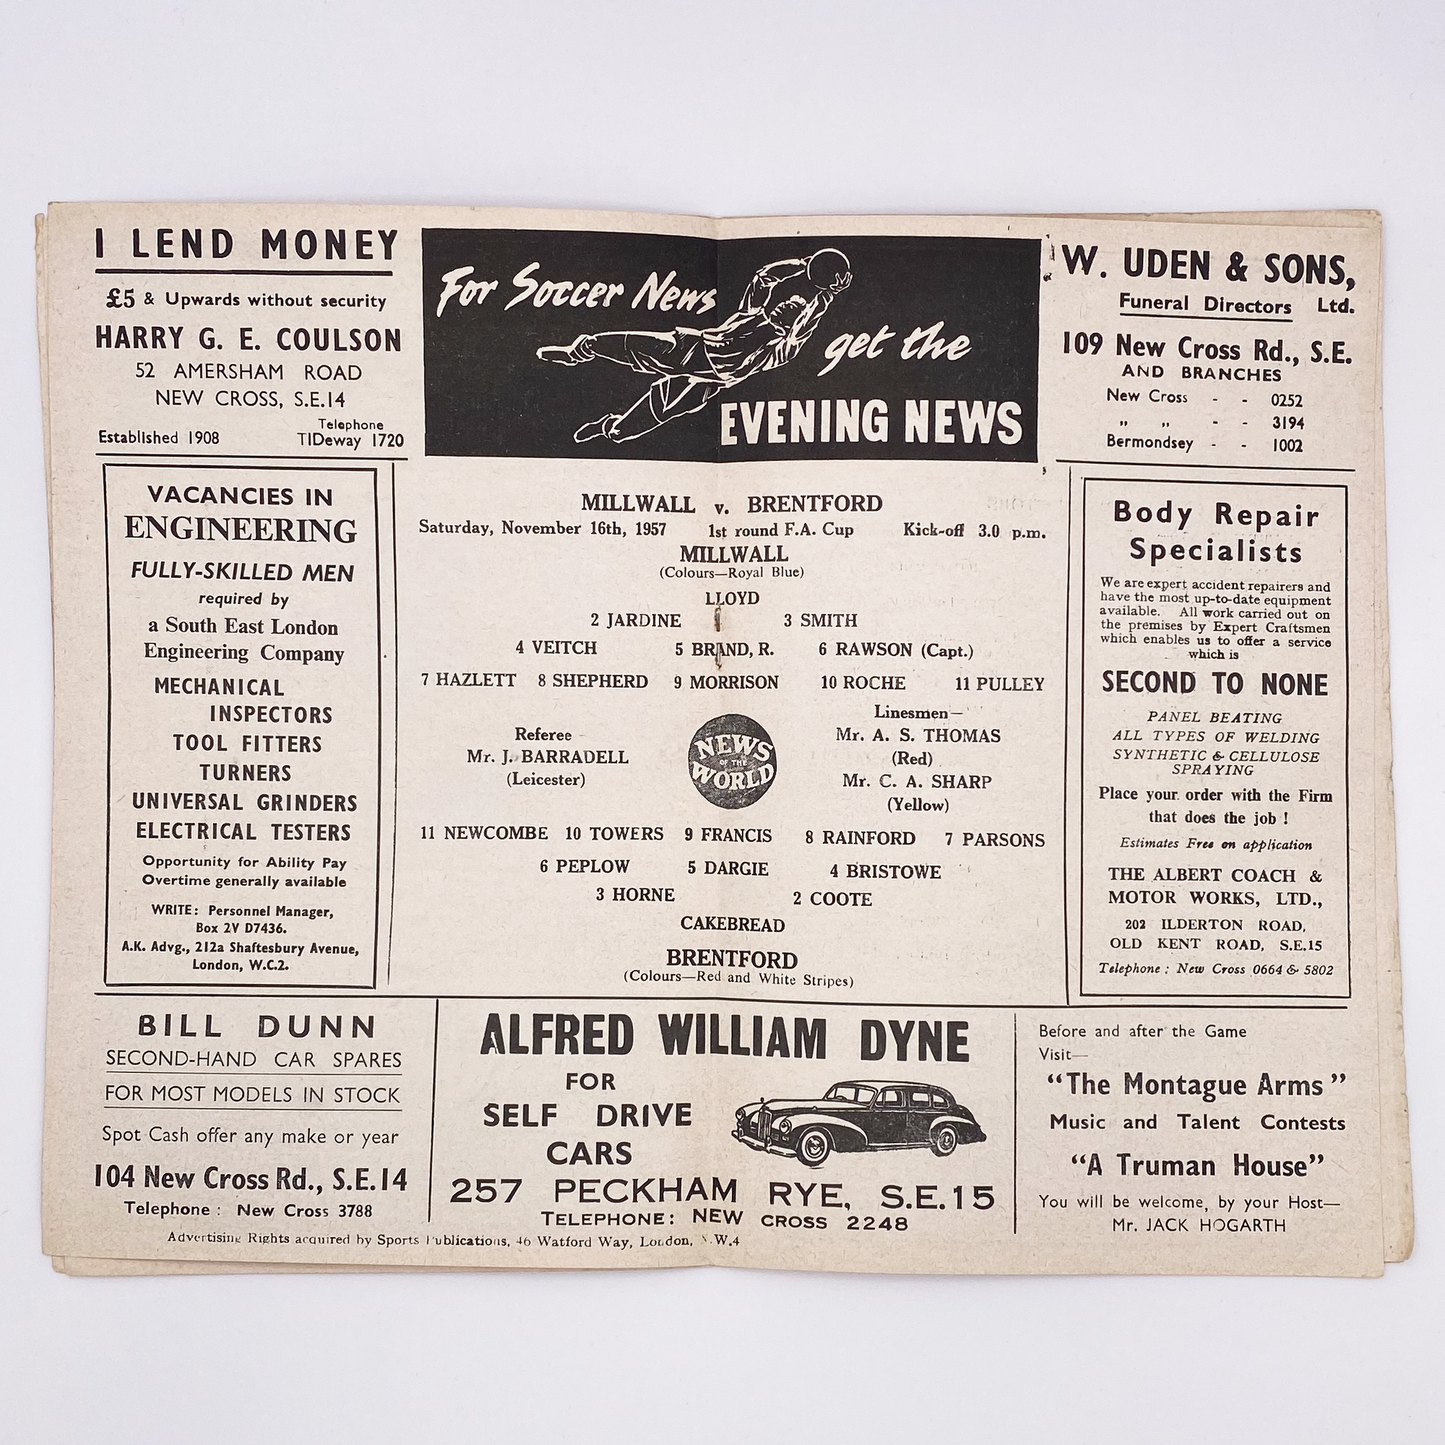 I LEND MONEY
£5 & Upwards without security
HARRY G. E. COULSON
52 AMERSHAM ROAD
NEW CROSS, S.E.14
Telephone
Established 1908 TIDeway 1720
For Soccer News
get the
EVENING NEWS
W. UDEN & SONS,
Funeral Directors Ltd.
109 New Cross Rd., S.E.
AND BRANCHES
New Cross - - 0252
„ „ - - 3194
Bermondsey - - 1002
VACANCIES IN
ENGINEERING
FULLY-SKILLED MEN
required by
a South East London
Engineering Company
MECHANICAL
INSPECTORS
TOOL FITTERS
TURNERS
UNIVERSAL GRINDERS
ELECTRICAL TESTERS
Opportunity for Ability Pay
Overtime generally available
WRITE: Personnel Manager,
Box 2V D7436.
A.K. Advg., 212a Shaftesbury Avenue,
London, W.C.2.
MILLWALL v. BRENTFORD
Saturday, November 16th, 1957 1st round F.A. Cup Kick-off 3.0 p.m.
MILLWALL
(Colours—Royal Blue)
LLOYD
2 JARDINE 3 SMITH
4 VEITCH 5 BRAND, R. 6 RAWSON (Capt.)
7 HAZLETT 8 SHEPHERD 9 MORRISON 10 ROCHE 11 PULLEY
Referee
Mr. J. BARRADELL
(Leicester)
NEWS
OF THE
WORLD
Linesmen—
Mr. A. S. THOMAS
(Red)
Mr. C. A. SHARP
(Yellow)
11 NEWCOMBE 10 TOWERS 9 FRANCIS 8 RAINFORD 7 PARSONS
6 PEPLOW 5 DARGIE 4 BRISTOWE
3 HORNE 2 COOTE
CAKEBREAD
BRENTFORD
(Colours—Red and White Stripes)
Body Repair
Specialists
We are expert accident repairers and
have the most up-to-date equipment
available. All work carried out on
the premises by Expert Craftsmen
which enables us to offer a service
which is
SECOND TO NONE
PANEL BEATING
ALL TYPES OF WELDING
SYNTHETIC & CELLULOSE
SPRAYING
Place your order with the Firm
that does the job !
Estimates Free on application
THE ALBERT COACH &
MOTOR WORKS, LTD.,
202 ILDERTON ROAD,
OLD KENT ROAD, S.E.15
Telephone : New Cross 0664 & 5802
BILL DUNN
SECOND-HAND CAR SPARES
FOR MOST MODELS IN STOCK
Spot Cash offer any make or year
104 New Cross Rd., S.E.14
Telephone : New Cross 3788
ALFRED WILLIAM DYNE
FOR
SELF DRIVE
CARS
257 PECKHAM RYE, S.E.15
TELEPHONE: NEW CROSS 2248
Before and after the Game
Visit—
"The Montague Arms"
Music and Talent Contests
"A Truman House"
You will be welcome, by your Host—
Mr. JACK HOGARTH
Advertising Rights acquired by Sports Publications, 46 Watford Way, London, N.W.4